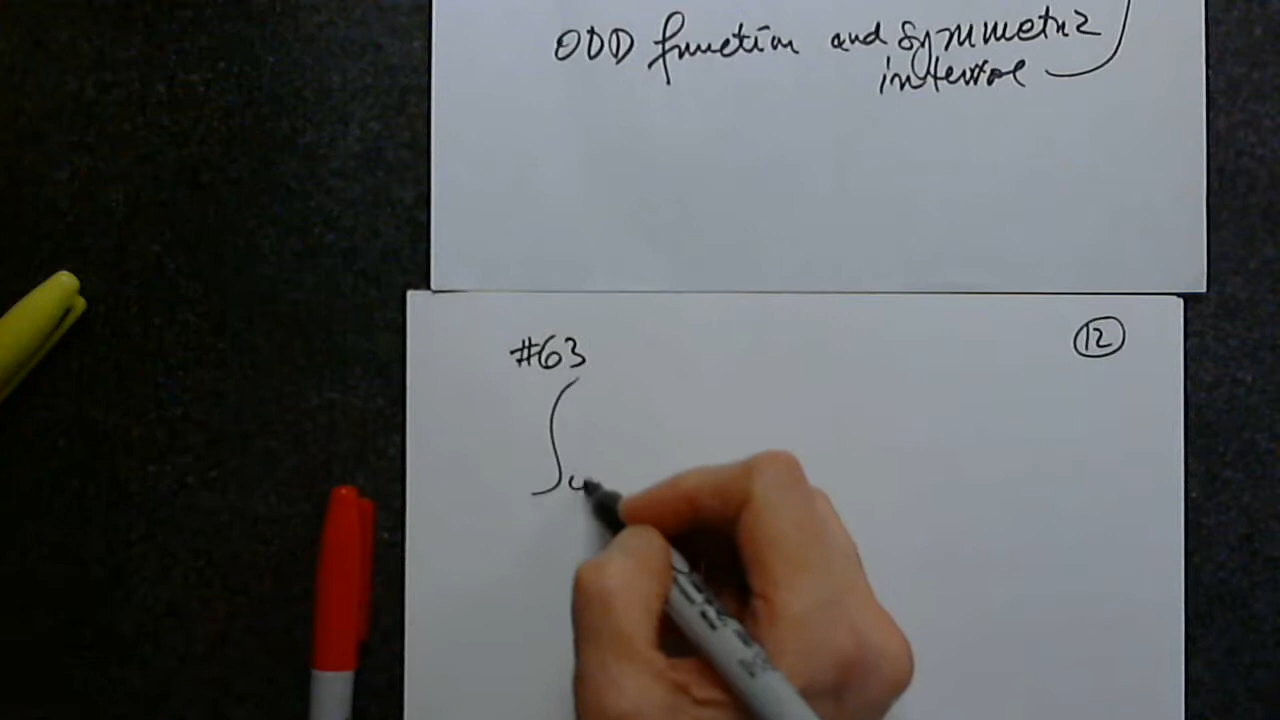 ODD function and symmetric
interval
#63
12
∫